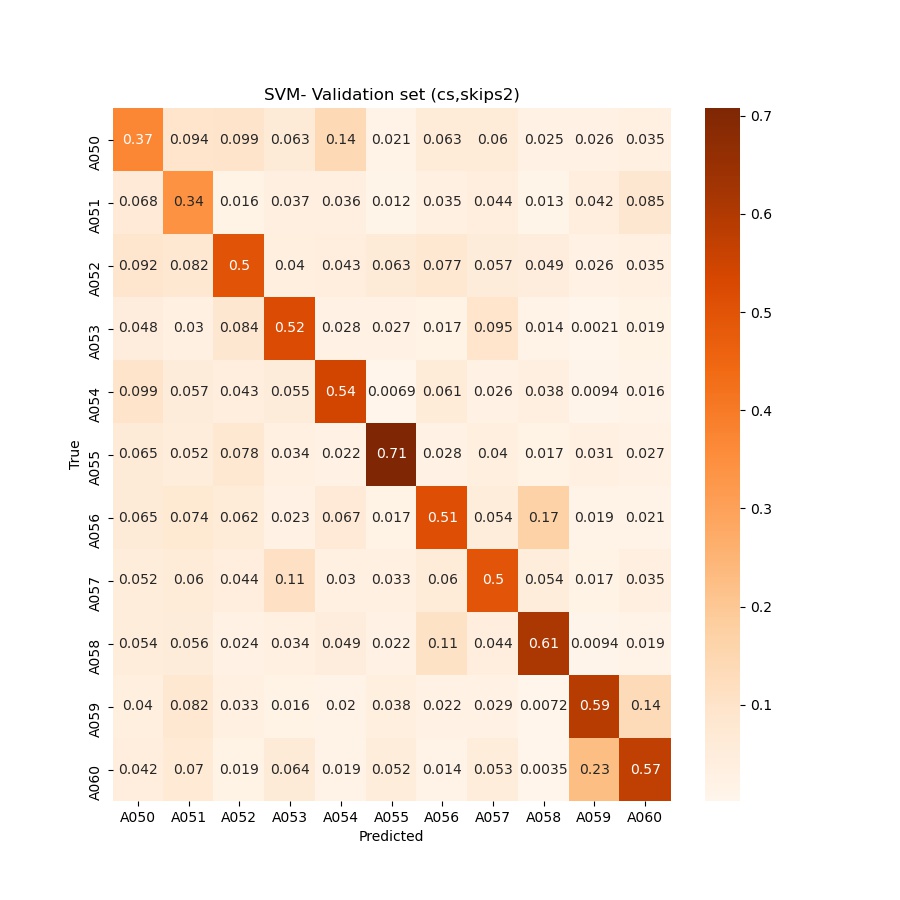 SVM- Validation set (cs,skips2)
A050 0.37 0.094 0.099 0.063 0.14 0.021 0.063 0.06 0.025 0.026 0.035
A051 0.068 0.34 0.016 0.037 0.036 0.012 0.035 0.044 0.013 0.042 0.085
A052 0.092 0.082 0.5 0.04 0.043 0.063 0.077 0.057 0.049 0.026 0.035
A053 0.048 0.03 0.084 0.52 0.028 0.027 0.017 0.095 0.014 0.0021 0.019
A054 0.099 0.057 0.043 0.055 0.54 0.0069 0.061 0.026 0.038 0.0094 0.016
A055 0.065 0.052 0.078 0.034 0.022 0.71 0.028 0.04 0.017 0.031 0.027
A056 0.065 0.074 0.062 0.023 0.067 0.017 0.51 0.054 0.17 0.019 0.021
A057 0.052 0.06 0.044 0.11 0.03 0.033 0.06 0.5 0.054 0.017 0.035
A058 0.054 0.056 0.024 0.034 0.049 0.022 0.11 0.044 0.61 0.0094 0.019
A059 0.04 0.082 0.033 0.016 0.02 0.038 0.022 0.029 0.0072 0.59 0.14
A060 0.042 0.07 0.019 0.064 0.019 0.052 0.014 0.053 0.0035 0.23 0.57
A050 A051 A052 A053 A054 A055 A056 A057 A058 A059 A060
Predicted
True
0.7
0.6
0.5
0.4
0.3
0.2
0.1